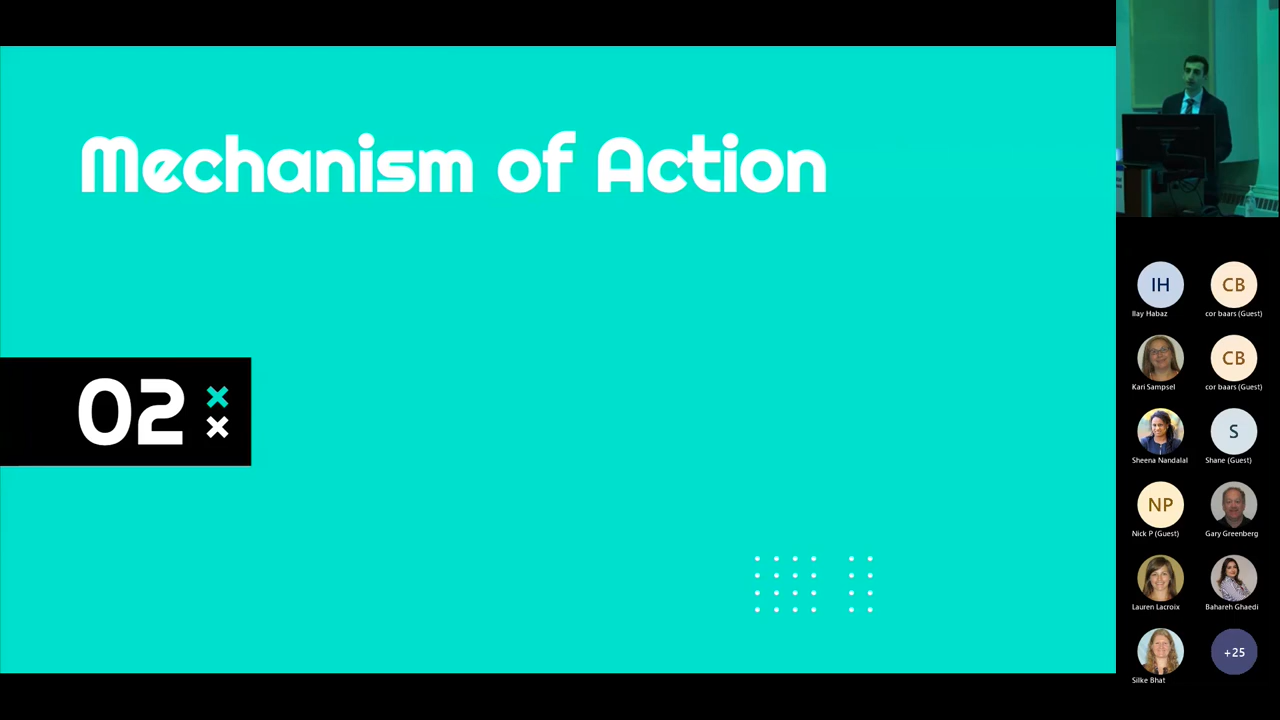 Mechanism of Action
02
IH
Ilay Habaz
CB
cor baars (Guest)
Kari Sampsel
CB
cor baars (Guest)
Sheena Nandalal
S
Shane (Guest)
NP
Nick P (Guest)
Gary Greenberg
Lauren Lacroix
Bahareh Ghaedi
Silke Bhat
+25